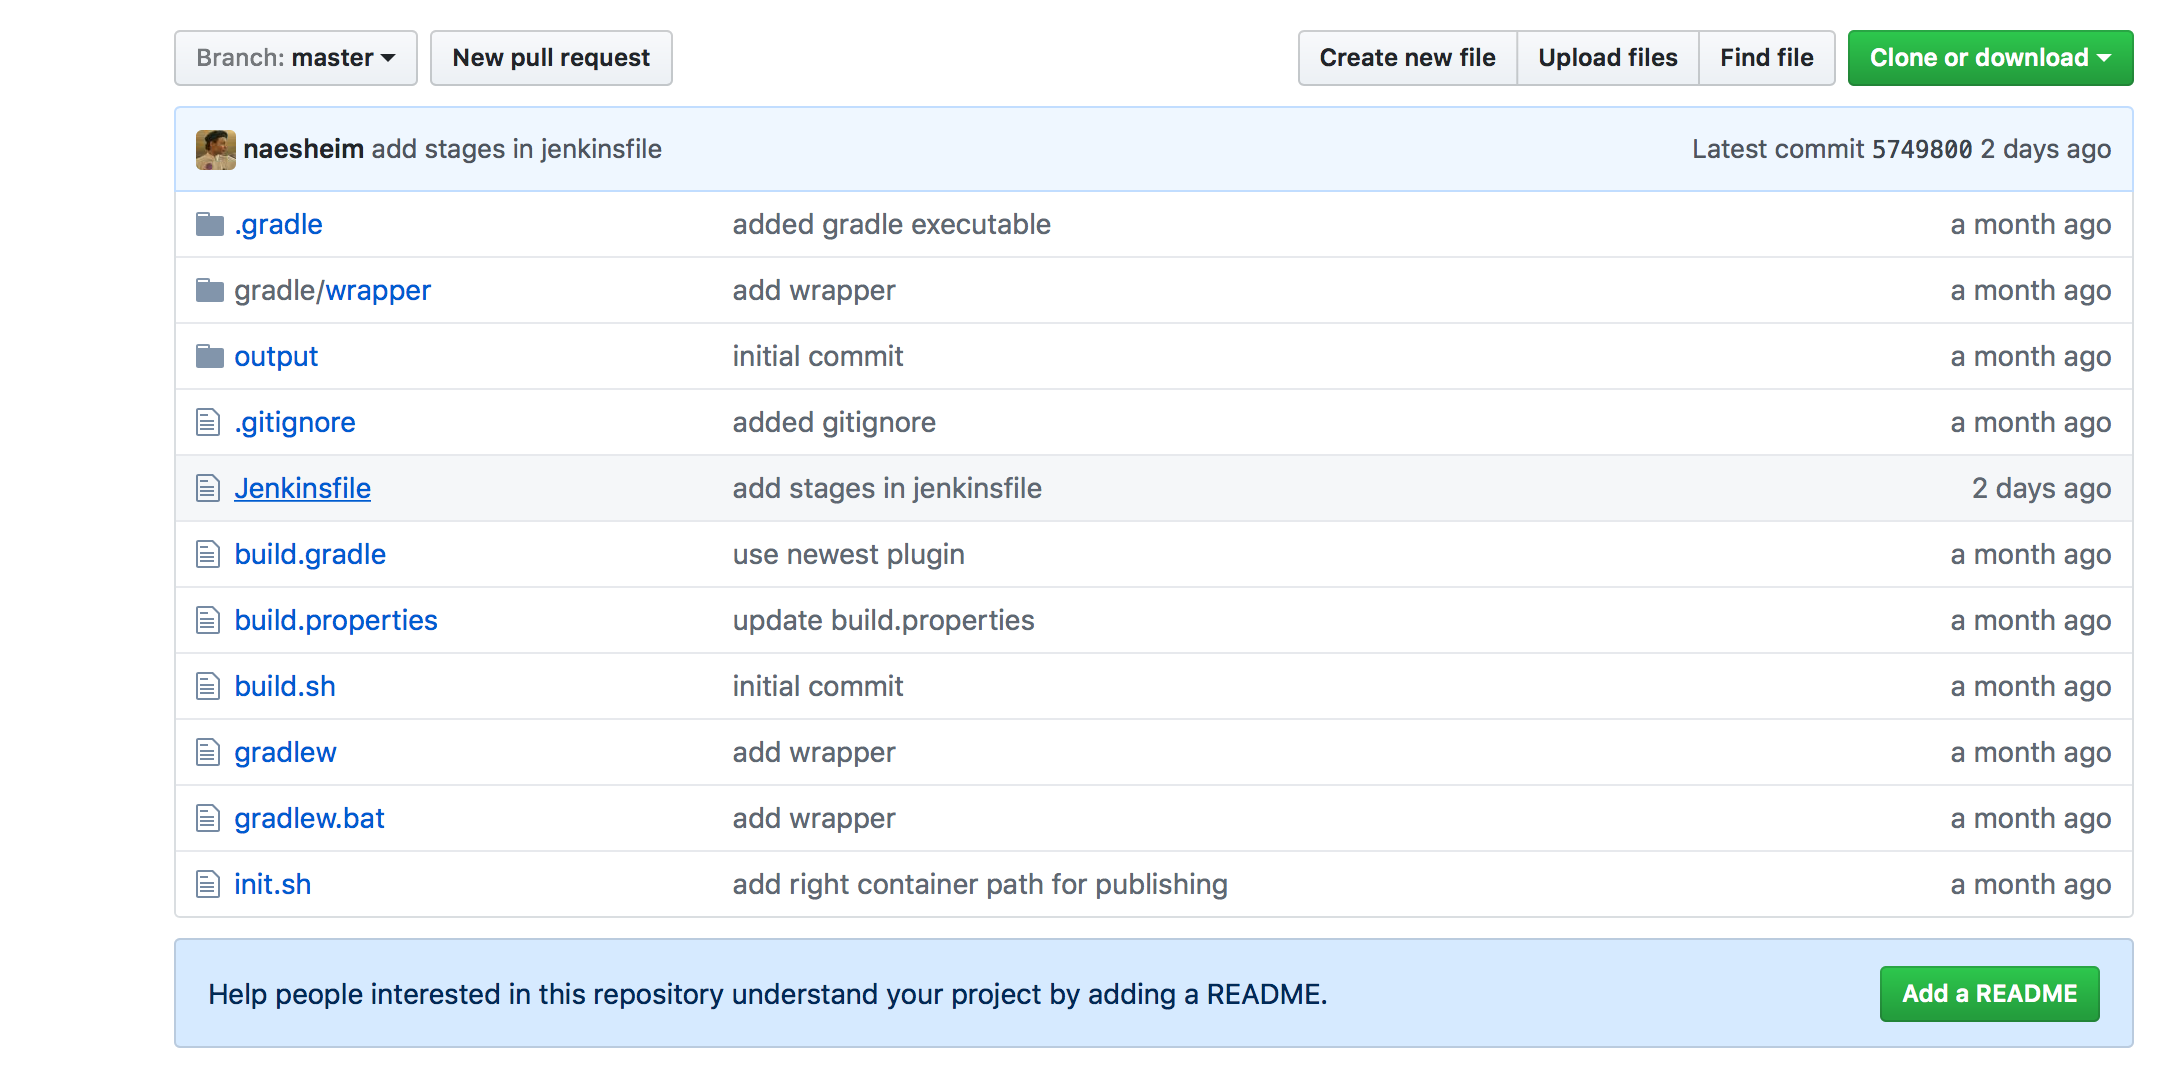 Branch: master New pull request Create new file Upload files Find file Clone or download
naesheim add stages in jenkinsfile Latest commit 5749800 2 days ago
.gradle added gradle executable a month ago
gradle/wrapper add wrapper a month ago
output initial commit a month ago
.gitignore added gitignore a month ago
Jenkinsfile add stages in jenkinsfile 2 days ago
build.gradle use newest plugin a month ago
build.properties update build.properties a month ago
build.sh initial commit a month ago
gradlew add wrapper a month ago
gradlew.bat add wrapper a month ago
init.sh add right container path for publishing a month ago
Help people interested in this repository understand your project by adding a README. Add a README